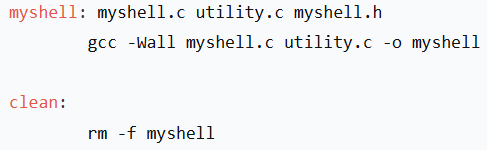 myshell: myshell.c utility.c myshell.h
        gcc -Wall myshell.c utility.c -o myshell
clean:
        rm -f myshell